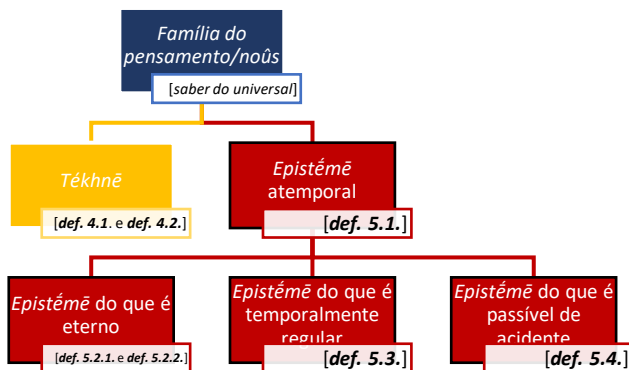 Família do
pensamento/noûs
[saber do universal]
Tékhnē
[def. 4.1. e def. 4.2.]
Epistḗmē
atemporal
[def. 5.1.]
Epistḗmē do que é
eterno
[def. 5.2.1. e def. 5.2.2.]
Epistḗmē do que é
temporalmente
regular
[def. 5.3.]
Epistḗmē do que é
passível de
acidente
[def. 5.4.]